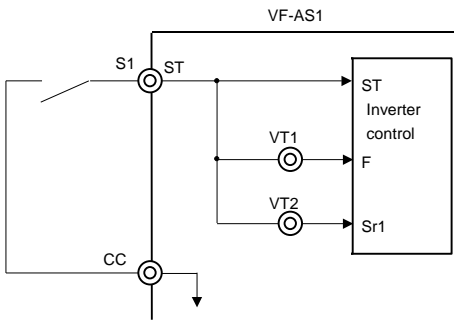 VF-AS1
S1 ST
ST
Inverter
control
VT1
F
VT2
Sr1
CC